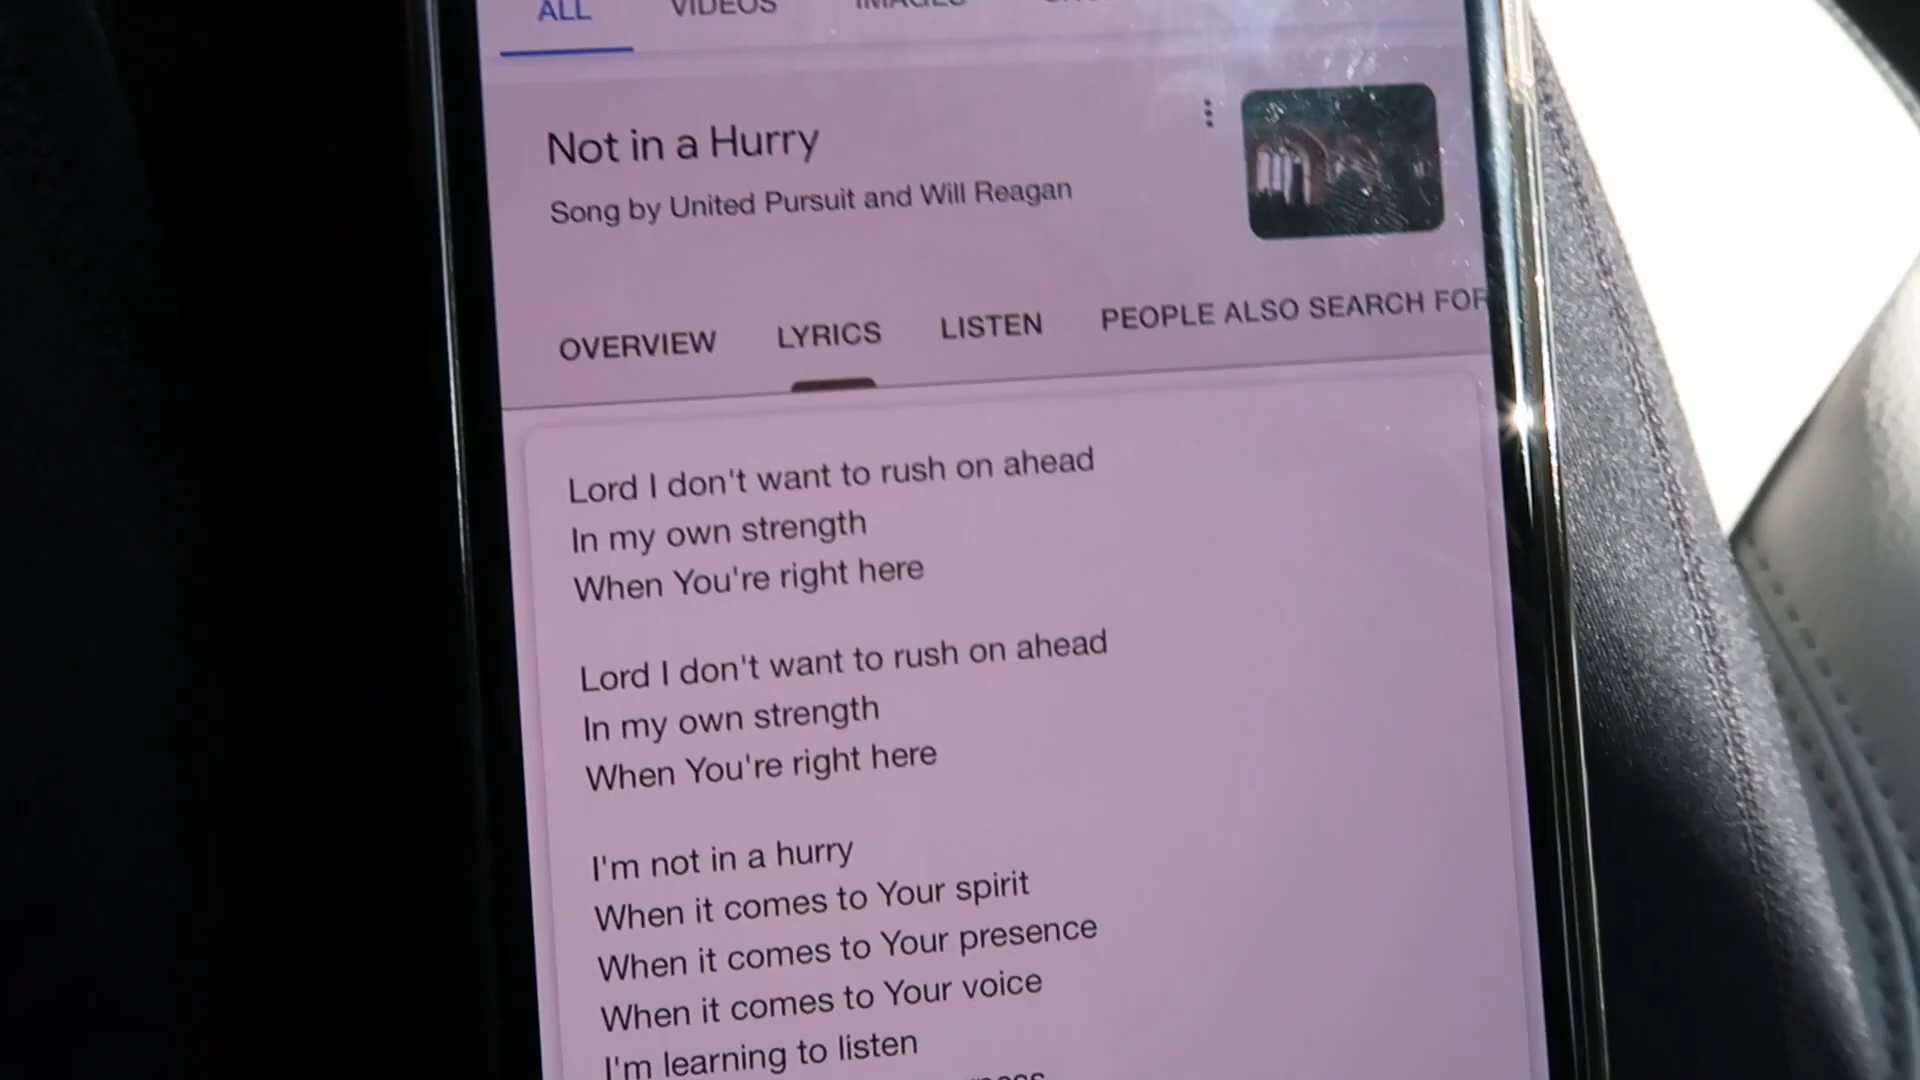 ALL VIDEOS IMAGES
Not in a Hurry
Song by United Pursuit and Will Reagan
OVERVIEW LYRICS LISTEN PEOPLE ALSO SEARCH FOR
Lord I don't want to rush on ahead
In my own strength
When You're right here
Lord I don't want to rush on ahead
In my own strength
When You're right here
I'm not in a hurry
When it comes to Your spirit
When it comes to Your presence
When it comes to Your voice
I'm learning to listen